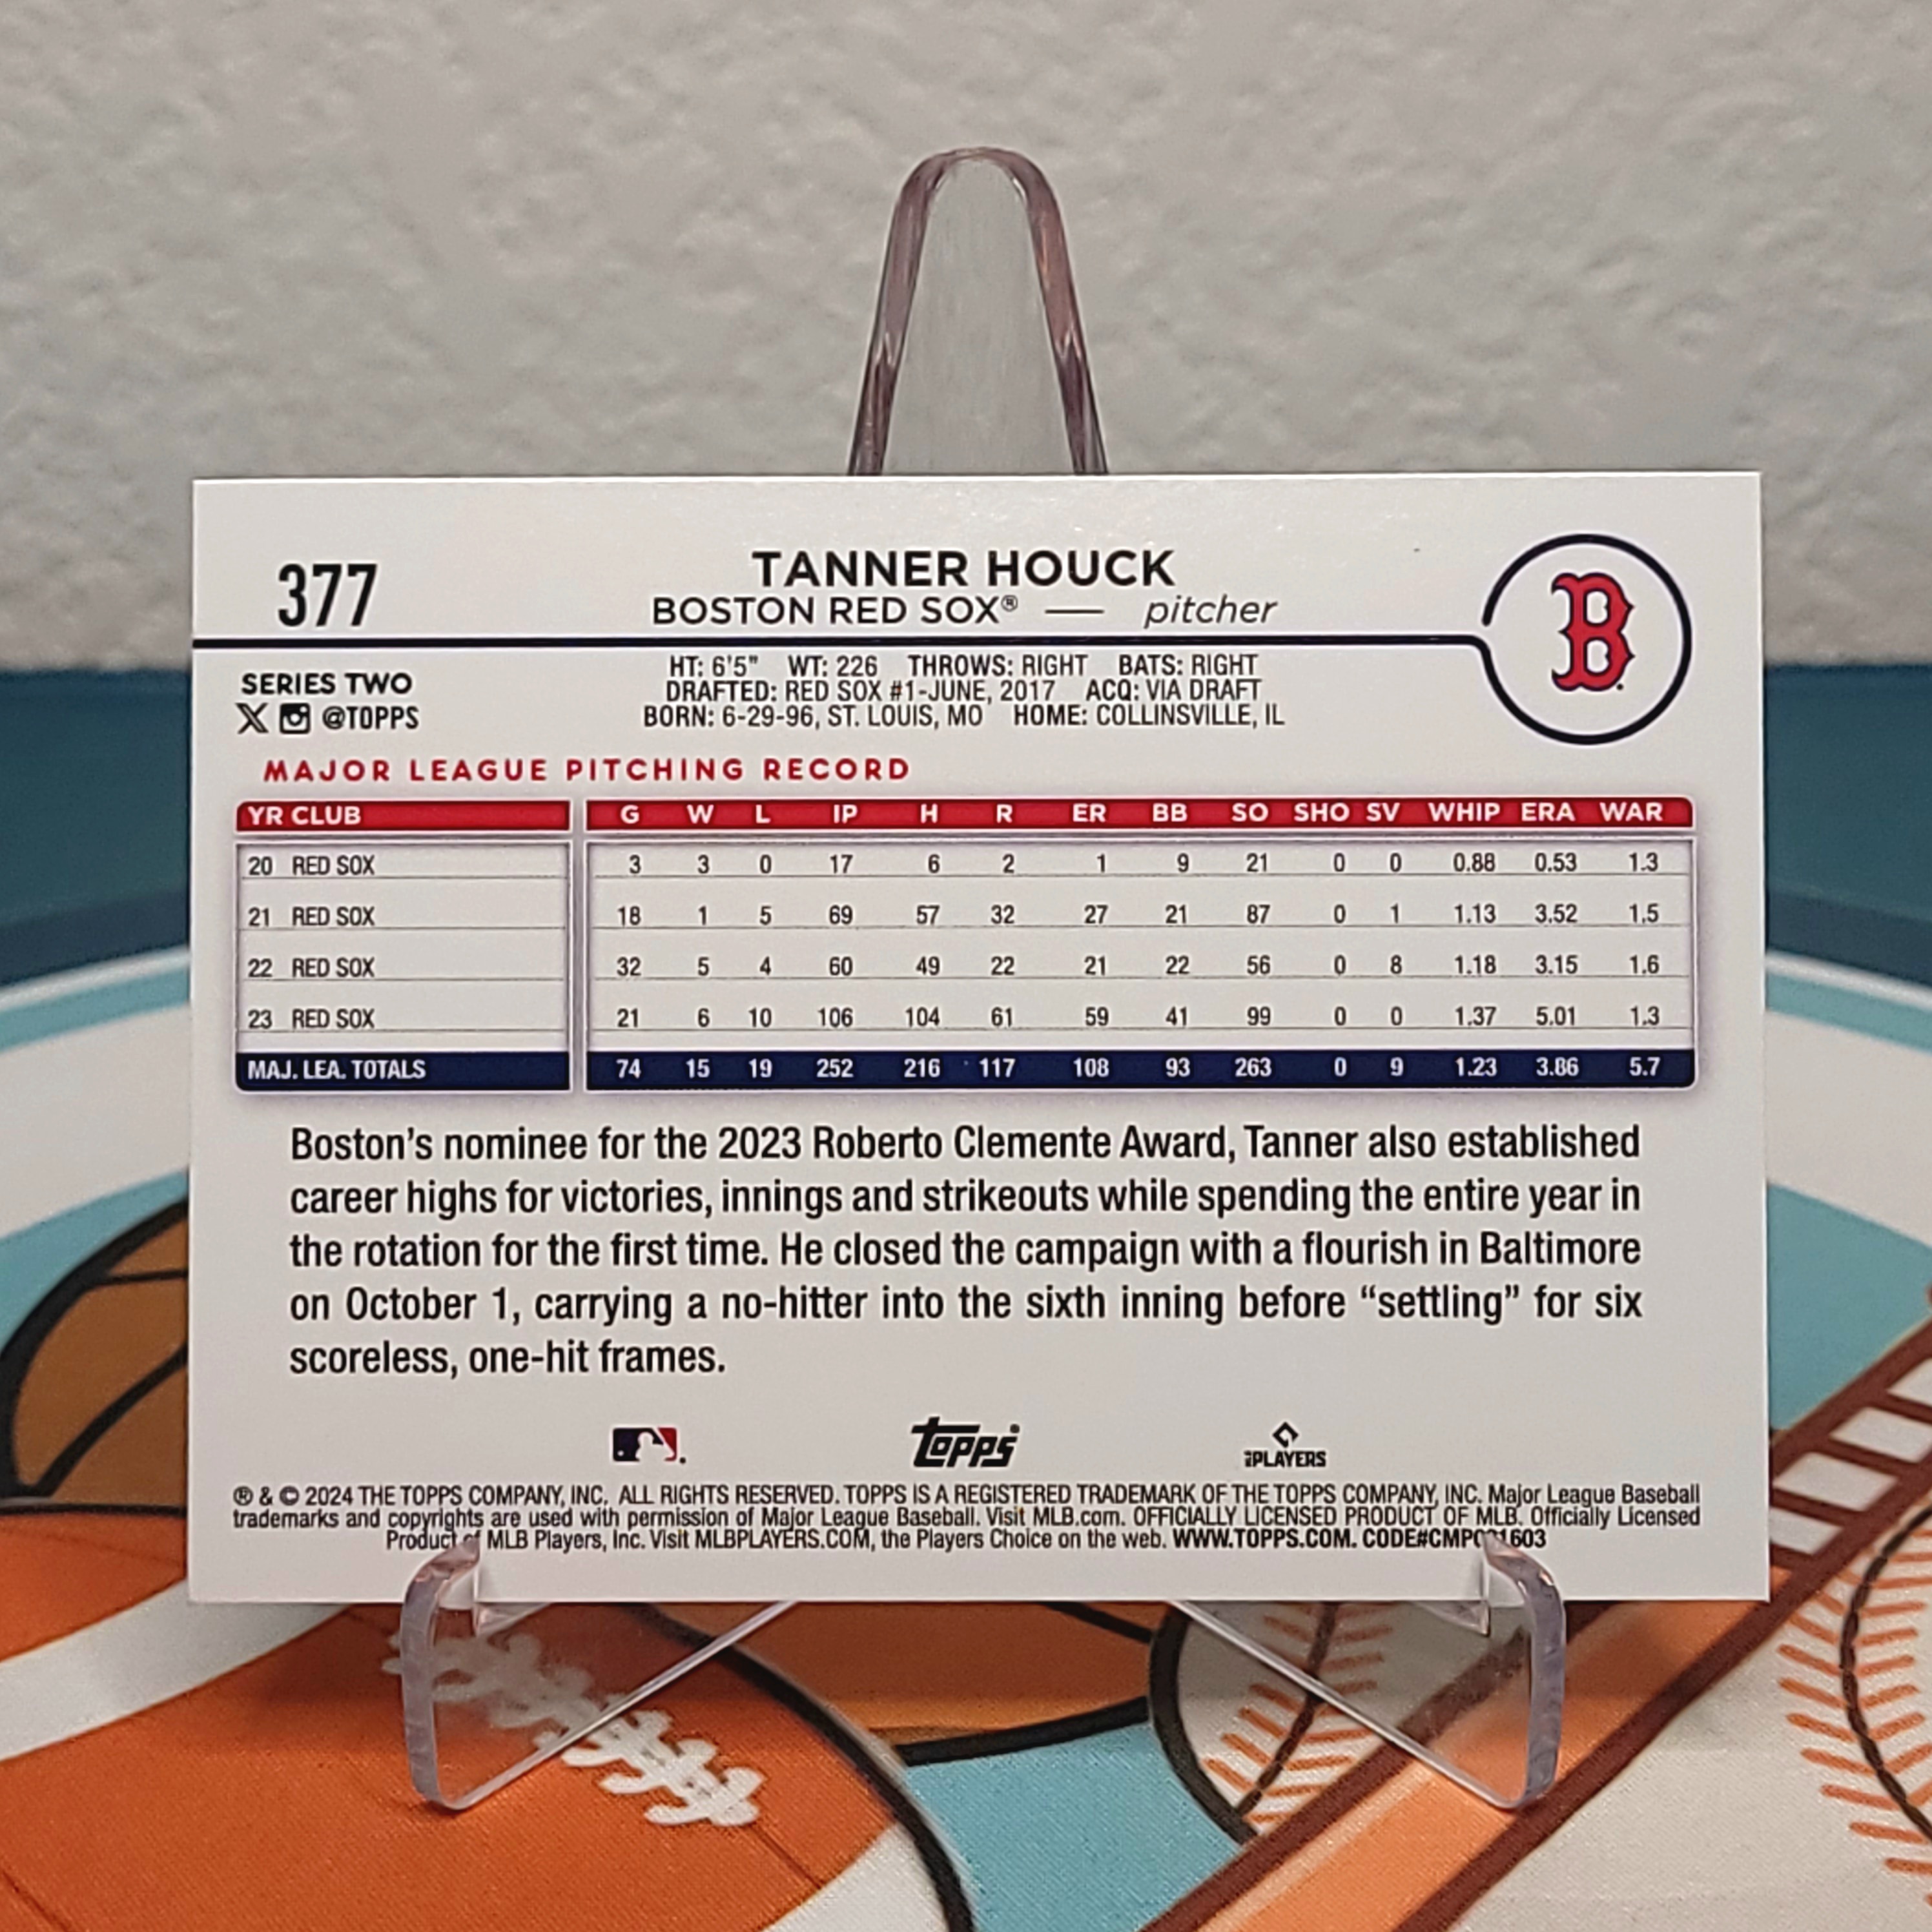 377
TANNER HOUCK
BOSTON RED SOX® — pitcher
B
SERIES TWO
@TOPPS
HT: 6'5" WT: 226 THROWS: RIGHT BATS: RIGHT
DRAFTED: RED SOX #1-JUNE, 2017 ACQ: VIA DRAFT
BORN: 6-29-96, ST. LOUIS, MO HOME: COLLINSVILLE, IL
MAJOR LEAGUE PITCHING RECORD
YR CLUB G W L IP H R ER BB SO SHO SV WHIP ERA WAR
20 RED SOX 3 3 0 17 6 2 1 9 21 0 0 0.88 0.53 1.3
21 RED SOX 18 1 5 69 57 32 27 21 87 0 1 1.13 3.52 1.5
22 RED SOX 32 5 4 60 49 22 21 22 56 0 8 1.18 3.15 1.6
23 RED SOX 21 6 10 106 104 61 59 41 99 0 0 1.37 5.01 1.3
MAJ. LEA. TOTALS 74 15 19 252 216 117 108 93 263 0 9 1.23 3.86 5.7
Boston's nominee for the 2023 Roberto Clemente Award, Tanner also established
career highs for victories, innings and strikeouts while spending the entire year in
the rotation for the first time. He closed the campaign with a flourish in Baltimore
on October 1, carrying a no-hitter into the sixth inning before “settling” for six
scoreless, one-hit frames.
Topps
PLAYERS
® & © 2024 THE TOPPS COMPANY, INC. ALL RIGHTS RESERVED. TOPPS IS A REGISTERED TRADEMARK OF THE TOPPS COMPANY, INC. Major League Baseball
trademarks and copyrights are used with permission of Major League Baseball. Visit MLB.com. OFFICIALLY LICENSED PRODUCT OF MLB. Officially Licensed
Product of MLB Players, Inc. Visit MLBPLAYERS.COM, the Players Choice on the web. WWW.TOPPS.COM.